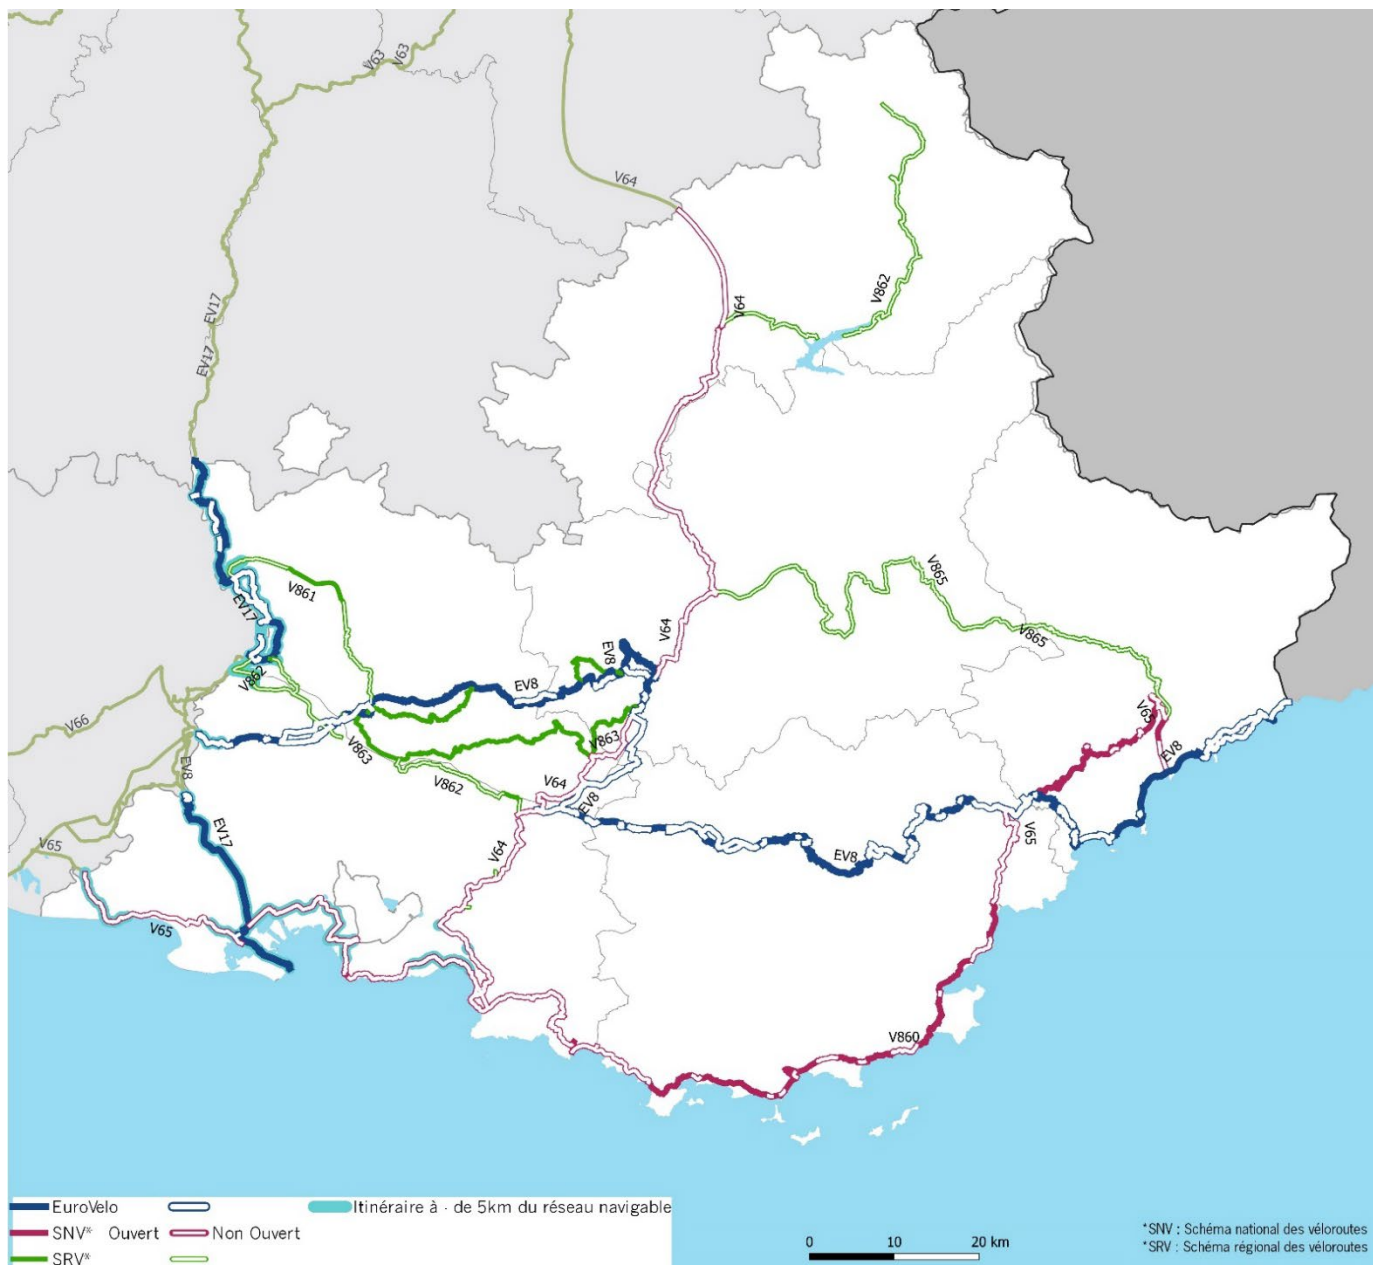 V63
V63
V64
V862
V64
EV17
EV17
V861
V865
EV17
V865
V64
EV8
V862
EV8
V65
V66
V863
V863
EV8
EV8
V862
V64
EV8
V65
EV17
V64
EV8
V65
V65
V860
EuroVelo
Itinéraire à - de 5km du réseau navigable
SNV* Ouvert Non Ouvert
SRV*
0 10 20 km
*SNV : Schéma national des véloroutes
*SRV : Schéma régional des véloroutes